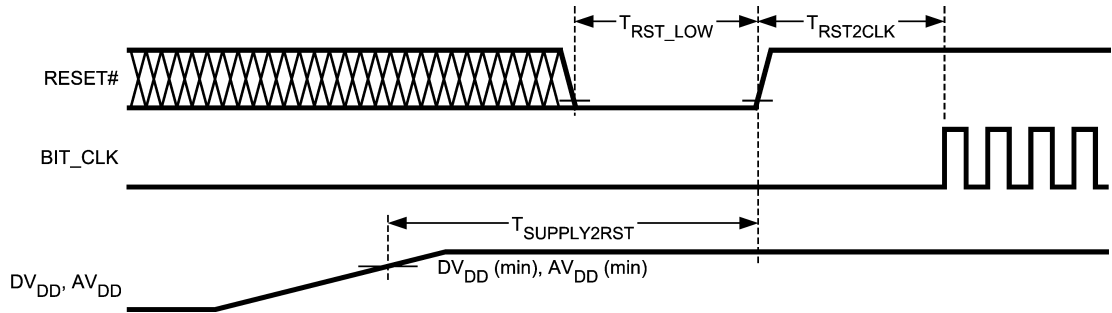 T_RST_LOW
T_RST2CLK
RESET#
BIT_CLK
T_SUPPLY2RST
DV_DD (min), AV_DD (min)
DV_DD, AV_DD